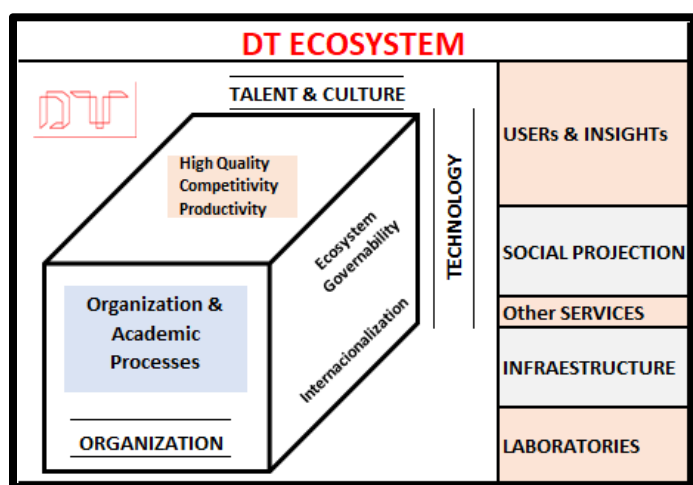 DT ECOSYSTEM
DT
TALENT & CULTURE
High Quality
Competitivity
Productivity
Ecosystem
Governability
Internacionalization
TECHNOLOGY
Organization &
Academic
Processes
ORGANIZATION
USERs & INSIGHTs
SOCIAL PROJECTION
Other SERVICES
INFRAESTRUCTURE
LABORATORIES